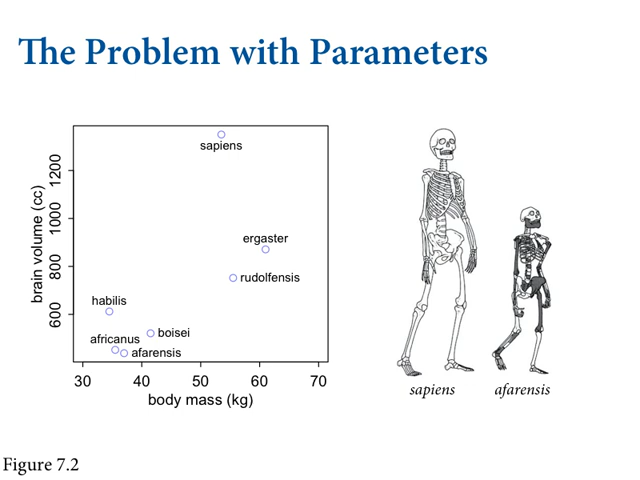 The Problem with Parameters
sapiens
ergaster
rudolfensis
habilis
boisei
africanus
afarensis
brain volume (cc)
600 800 1000 1200
30 40 50 60 70
body mass (kg)
sapiens afarensis
Figure 7.2